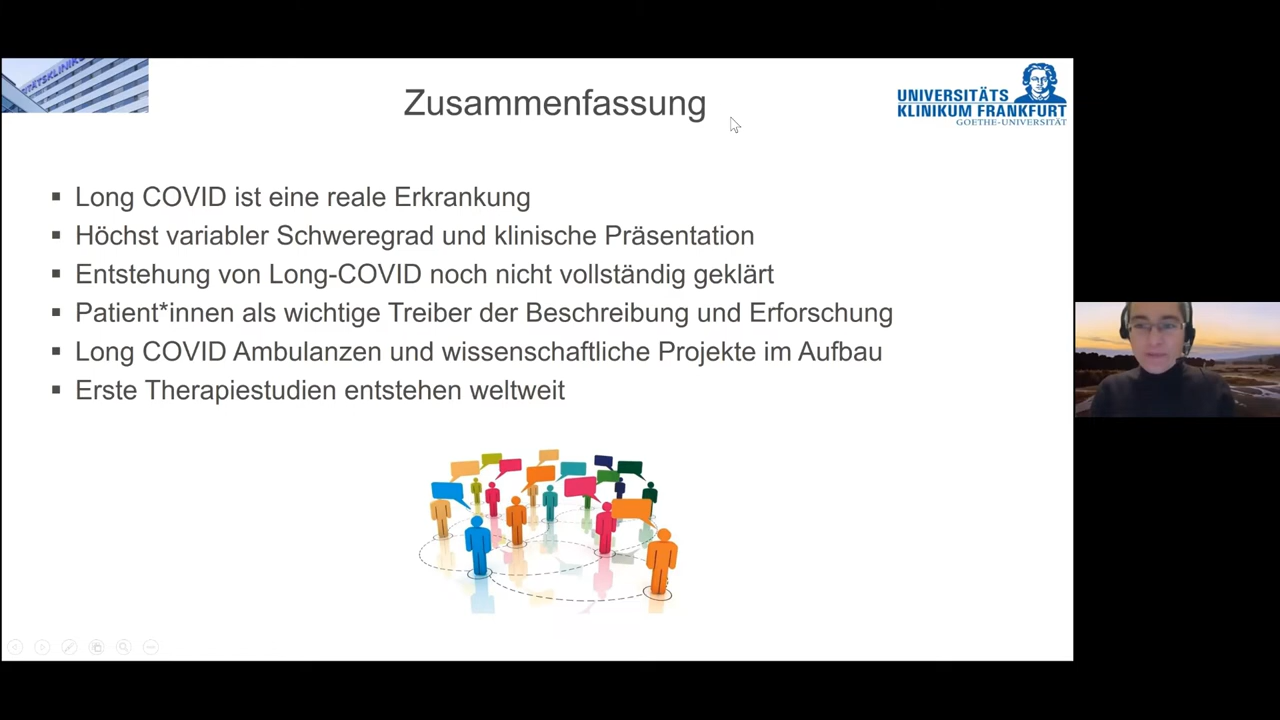 Zusammenfassung
UNIVERSITÄTS
KLINIKUM FRANKFURT
GOETHE-UNIVERSITÄT
▪ Long COVID ist eine reale Erkrankung
▪ Höchst variabler Schweregrad und klinische Präsentation
▪ Entstehung von Long-COVID noch nicht vollständig geklärt
▪ Patient*innen als wichtige Treiber der Beschreibung und Erforschung
▪ Long COVID Ambulanzen und wissenschaftliche Projekte im Aufbau
▪ Erste Therapiestudien entstehen weltweit